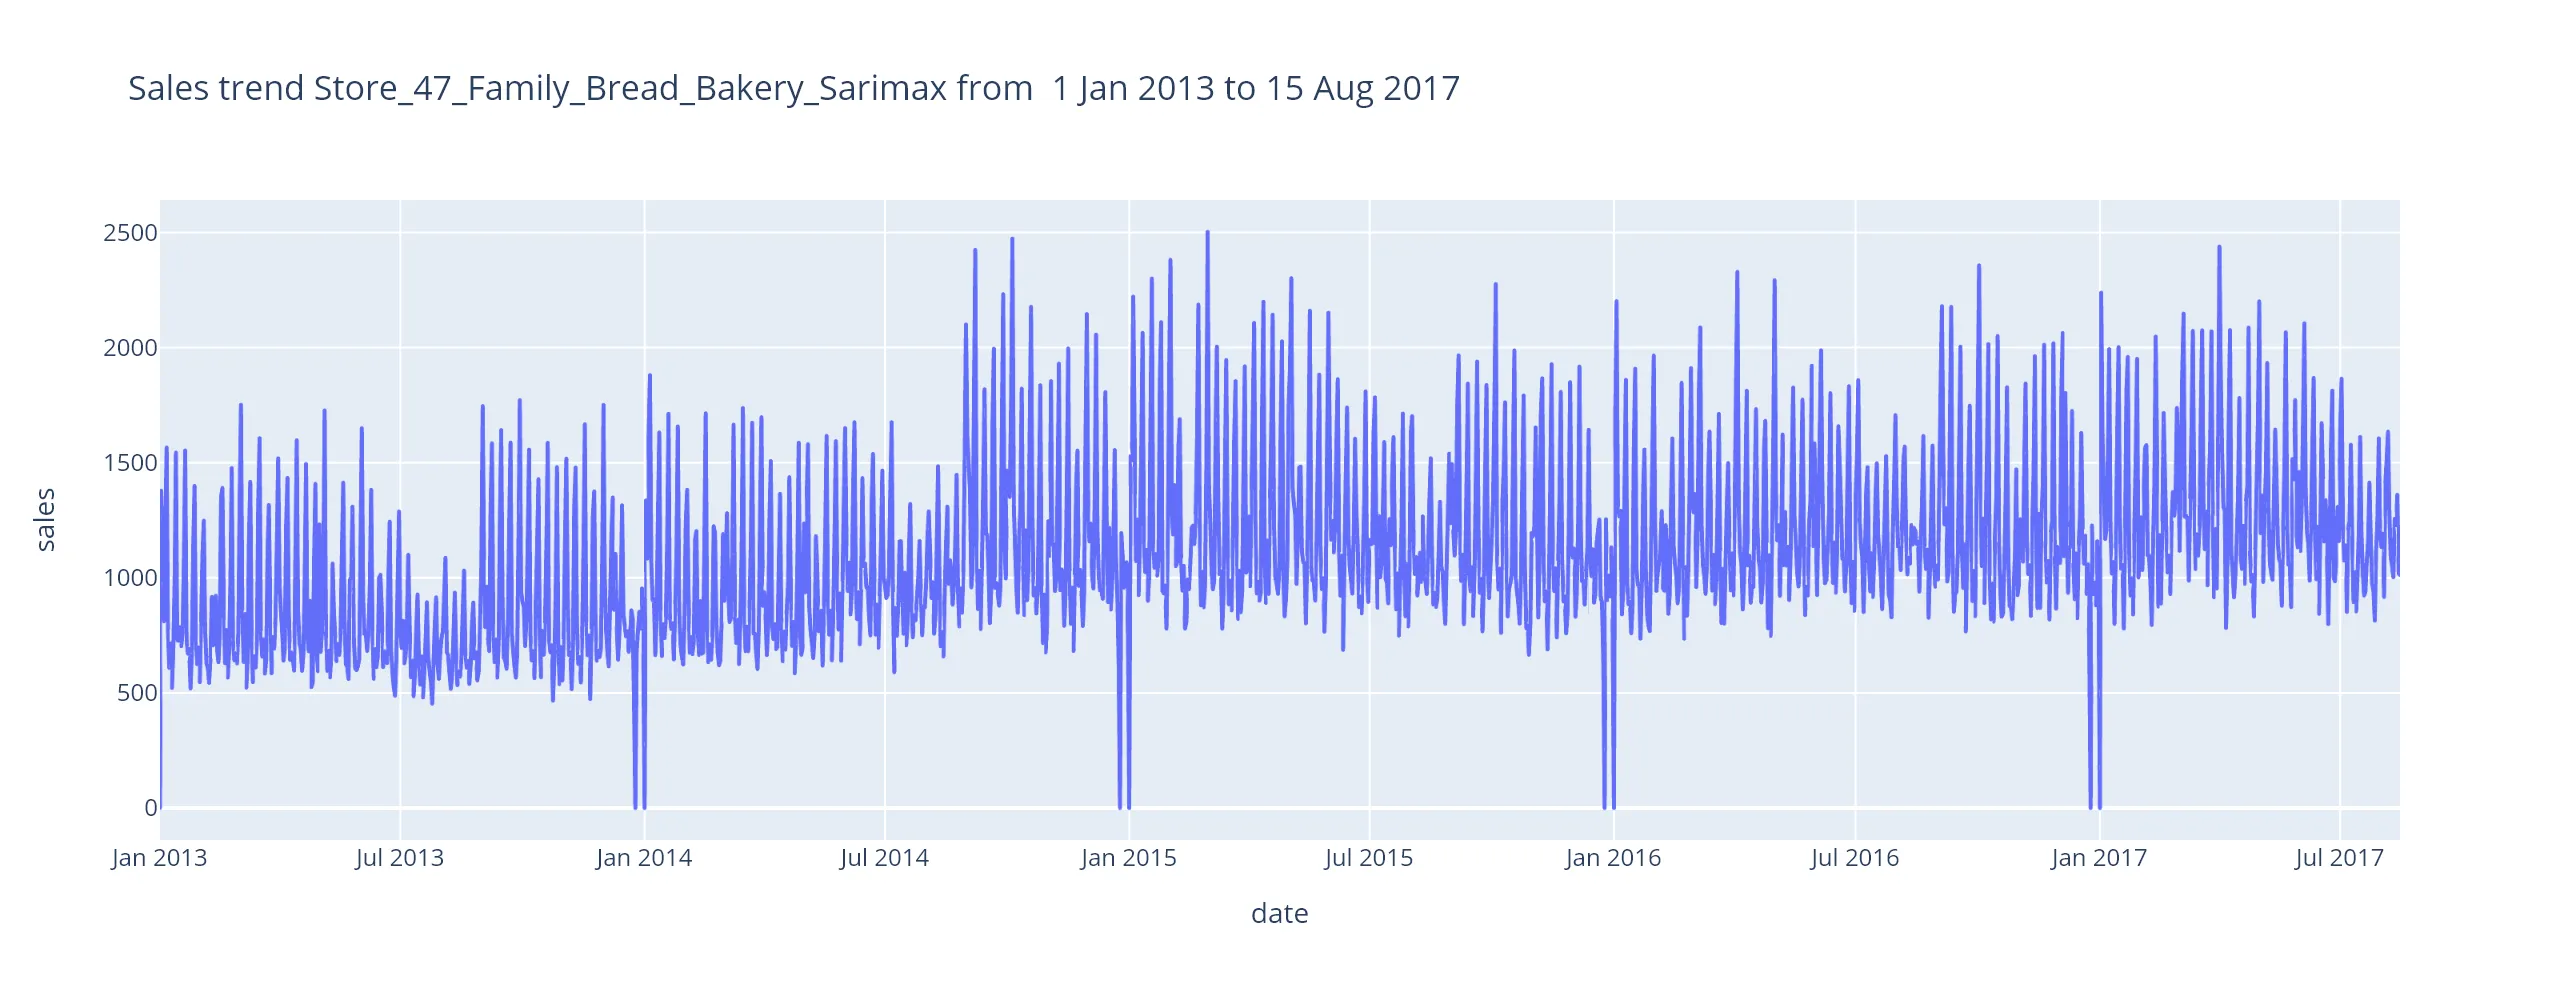 Sales trend Store_47_Family_Bread_Bakery_Sarimax from  1 Jan 2013 to 15 Aug 2017
2500
2000
1500
1000
500
0
sales
Jan 2013 Jul 2013 Jan 2014 Jul 2014 Jan 2015 Jul 2015 Jan 2016 Jul 2016 Jan 2017 Jul 2017
date